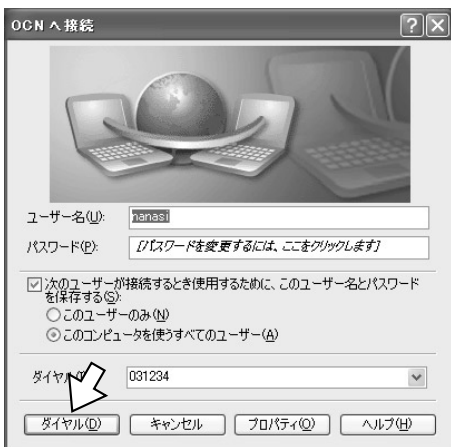 OCN へ接続
ユーザー名(U):
nanasi
パスワード(P):
[パスワードを変更するには、ここをクリックします]
次のユーザーが接続するとき使用するために、このユーザー名とパスワード
を保存する(S):
このユーザーのみ(N)
このコンピュータを使うすべてのユーザー(A)
ダイヤル
031234
ダイヤル(D)
キャンセル
プロパティ(O)
ヘルプ(H)